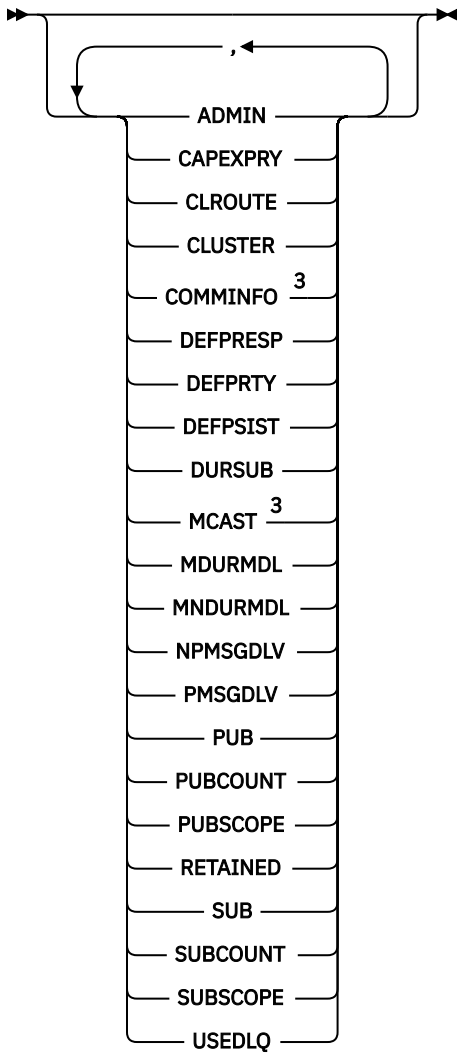 ,
ADMIN
CAPEXPRY
CLROUTE
CLUSTER
COMMINFO 3
DEFPRESP
DEFPRTY
DEFPSIST
DURSUB
MCAST 3
MDURMDL
MNDURMDL
NPMSGDLV
PMSGDLV
PUB
PUBCOUNT
PUBSCOPE
RETAINED
SUB
SUBCOUNT
SUBSCOPE
USEDLQ